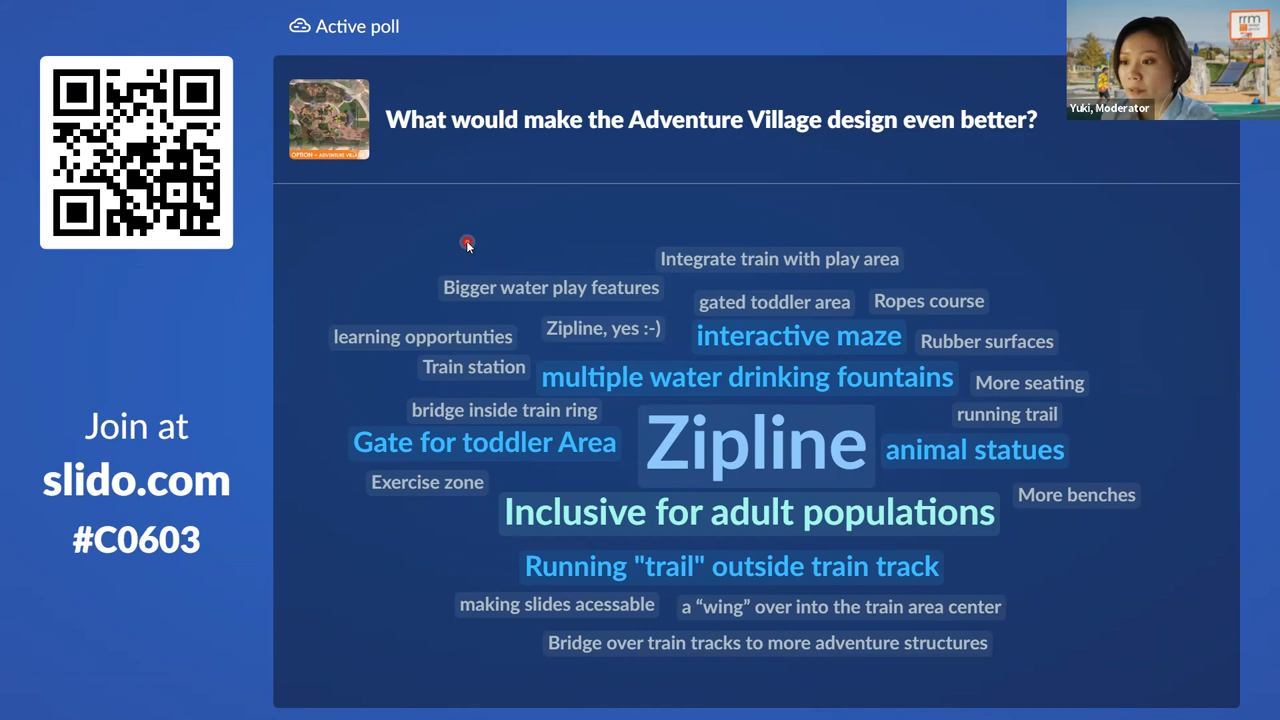 Active poll
rrm
Yuki, Moderator
What would make the Adventure Village design even better?
OPTION – ADVENTURE VILLA
Integrate train with play area
Bigger water play features
gated toddler area
Ropes course
learning opportunties
Zipline, yes :-)
interactive maze
Rubber surfaces
Train station
multiple water drinking fountains
More seating
bridge inside train ring
running trail
Gate for toddler Area
Zipline
animal statues
Exercise zone
Inclusive for adult populations
More benches
Running "trail" outside train track
making slides acessable
a “wing” over into the train area center
Bridge over train tracks to more adventure structures
Join at
slido.com
#C0603